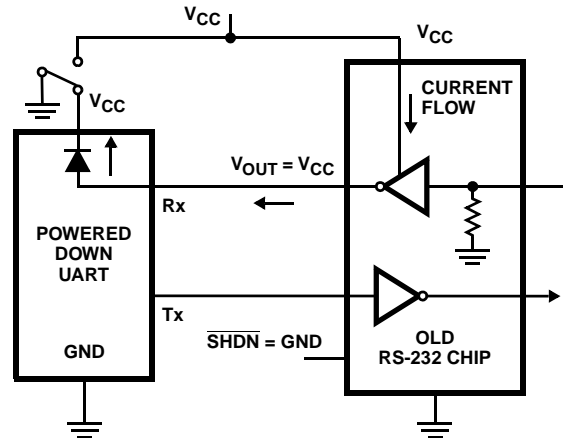 VCC
VCC
CURRENT
FLOW
VCC
VOUT = VCC
Rx
POWERED
DOWN
UART
Tx
GND
SHDN = GND
OLD
RS-232 CHIP